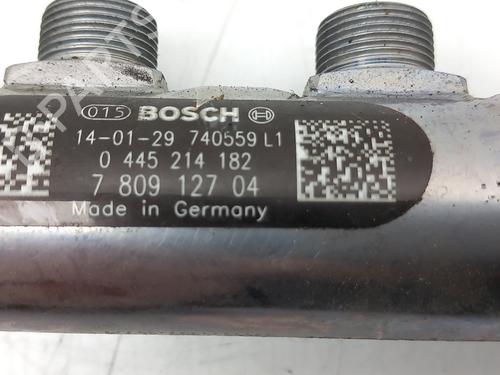 015 BOSCH
14-01-29 740559 L1
0 445 214 182
7 809 127 04
Made in Germany